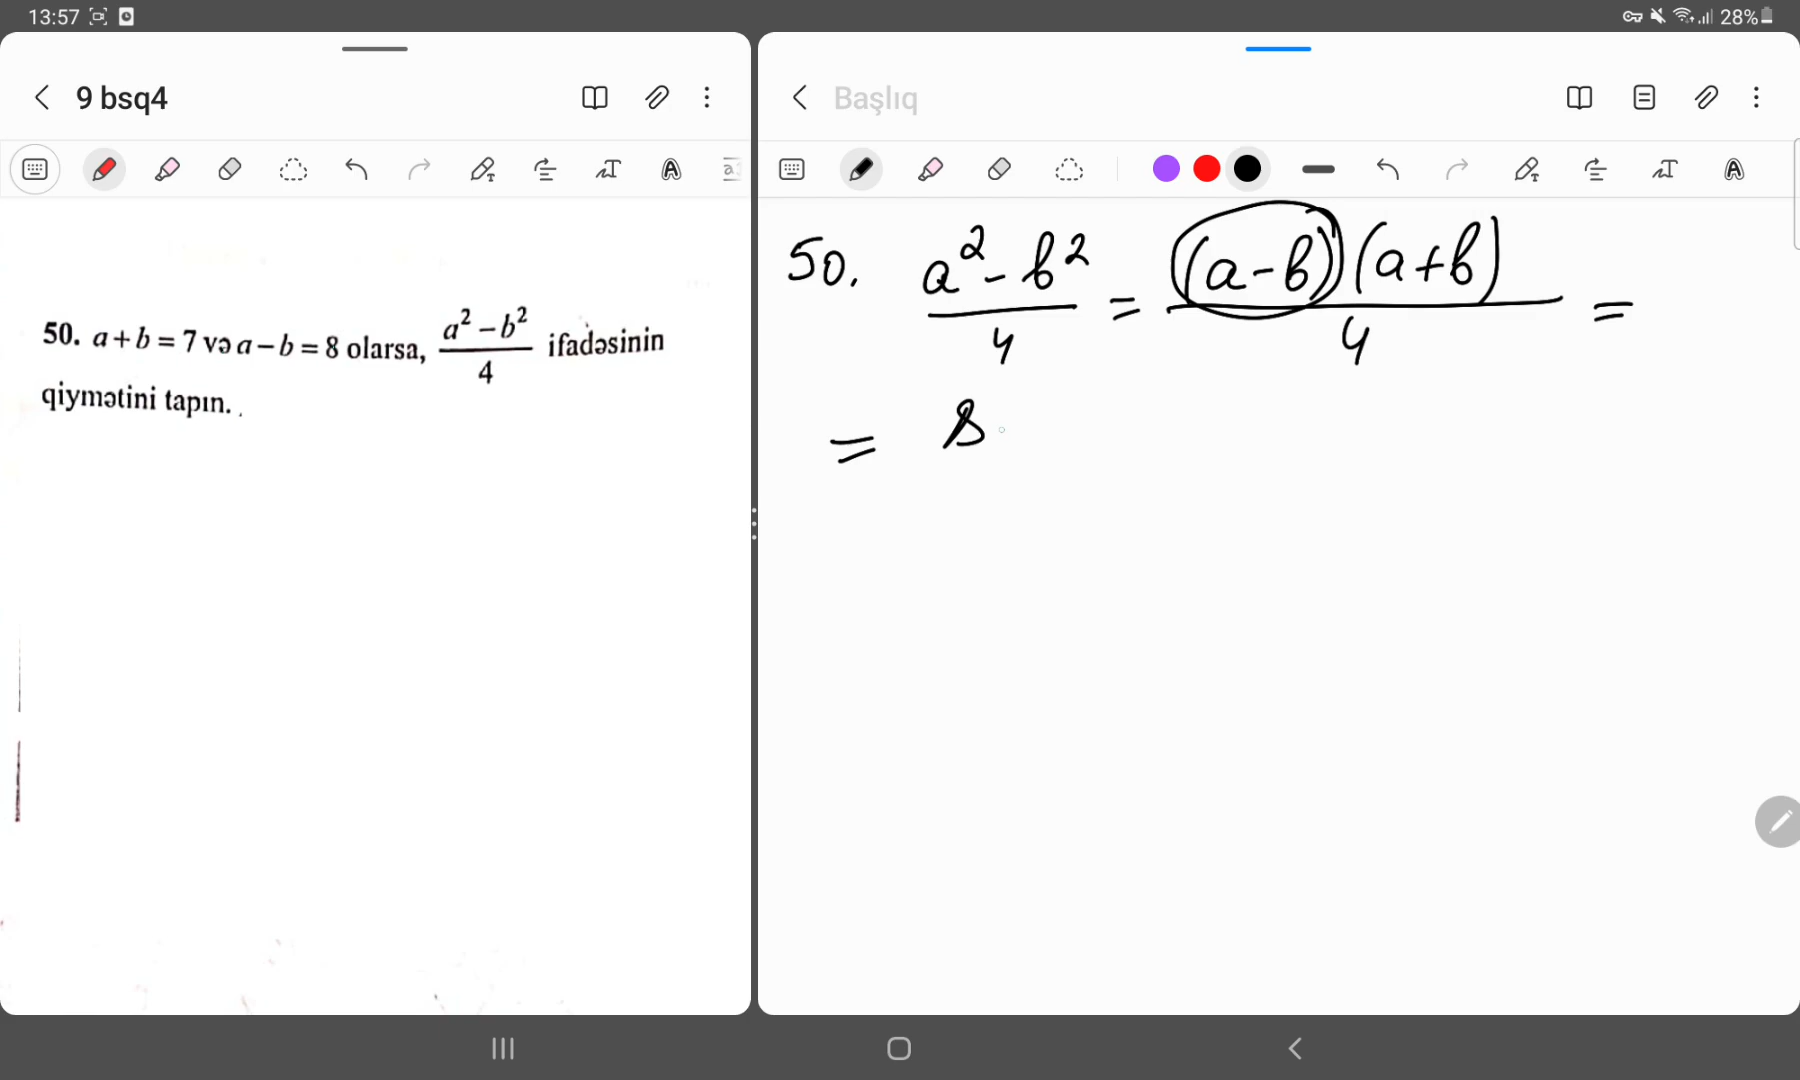 13:57
28%
9 bsq4
50. a + b = 7 və a − b = 8 olarsa, (a² − b²)/4 ifadəsinin
qiymətini tapın. .
Başlıq
50. (a² − b²)/4 = ((a − b)(a + b))/4 =
= 8